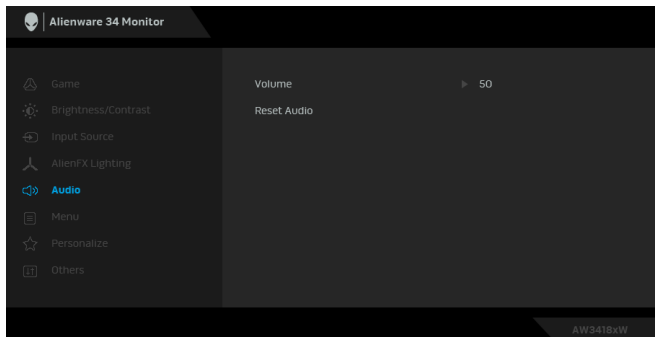 Alienware 34 Monitor
Game
Volume 50
Brightness/Contrast
Reset Audio
Input Source
AlienFX Lighting
Audio
Menu
Personalize
Others
AW3418xW